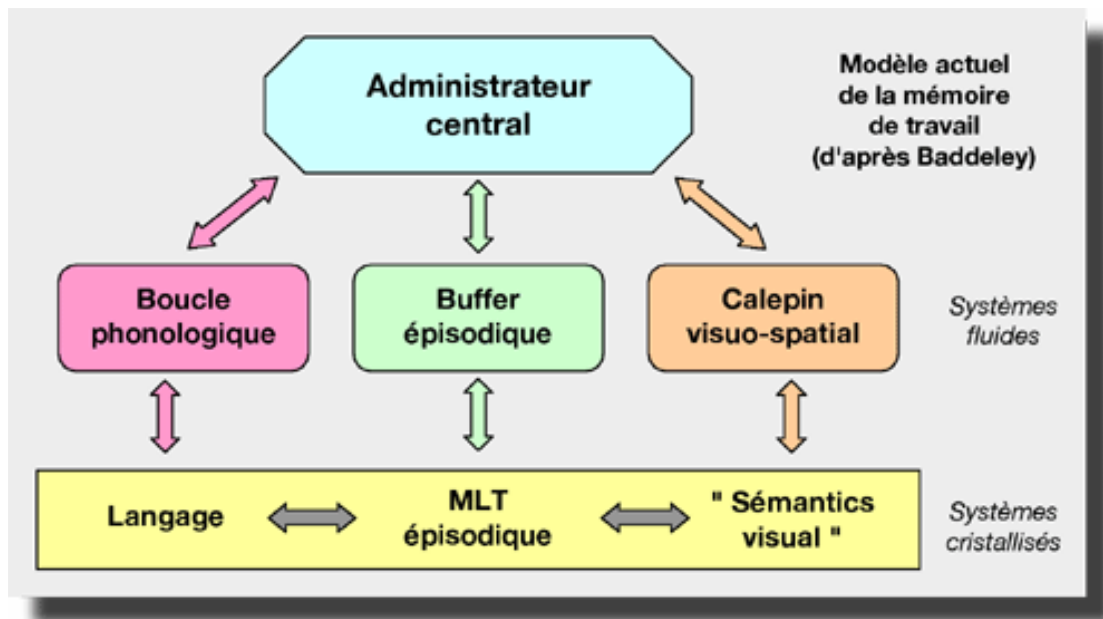 Administrateur
central
Modèle actuel
de la mémoire
de travail
(d'après Baddeley)
Boucle
phonologique
Buffer
épisodique
Calepin
visuo-spatial
Systèmes
fluides
Langage
MLT
épisodique
" Sémantics
visual "
Systèmes
cristallisés